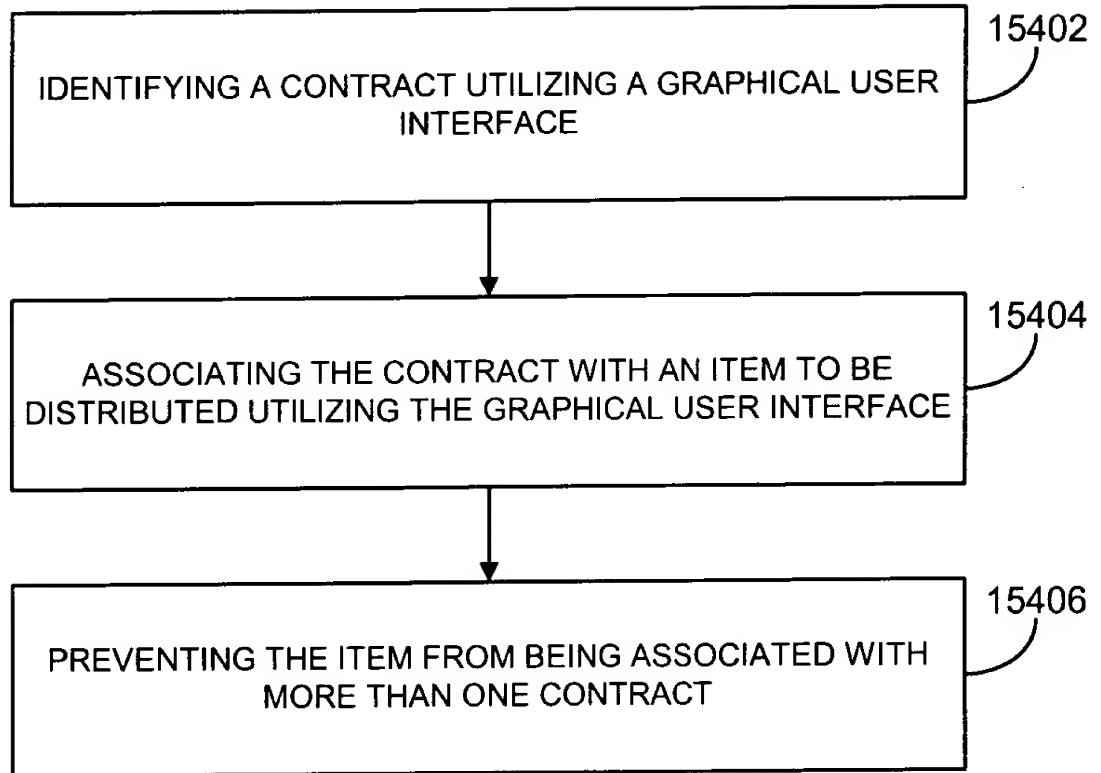 15402
IDENTIFYING A CONTRACT UTILIZING A GRAPHICAL USER
INTERFACE
15404
ASSOCIATING THE CONTRACT WITH AN ITEM TO BE
DISTRIBUTED UTILIZING THE GRAPHICAL USER INTERFACE
15406
PREVENTING THE ITEM FROM BEING ASSOCIATED WITH
MORE THAN ONE CONTRACT